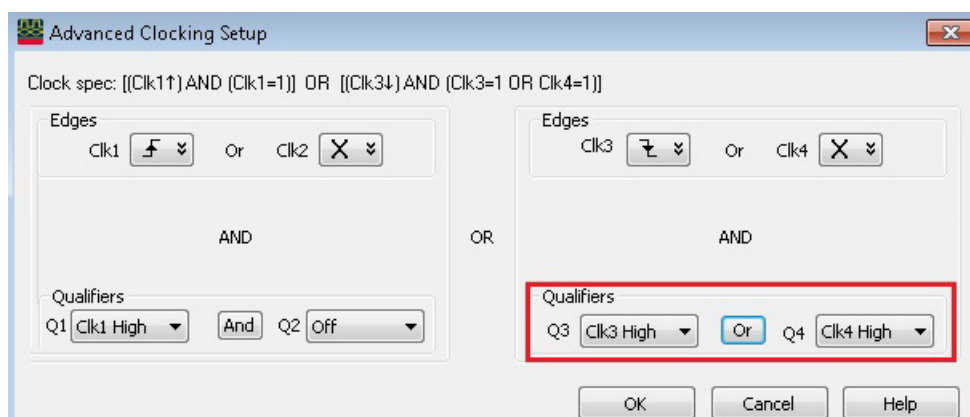 Advanced Clocking Setup
Clock spec: [(Clk1↑) AND (Clk1=1)] OR [(Clk3↓) AND (Clk3=1 OR Clk4=1)]
Edges
Clk1 Or Clk2 X
AND
Qualifiers
Q1 Clk1 High And Q2 Off
OR
Edges
Clk3 Or Clk4 X
AND
Qualifiers
Q3 Clk3 High Or Q4 Clk4 High
OK Cancel Help